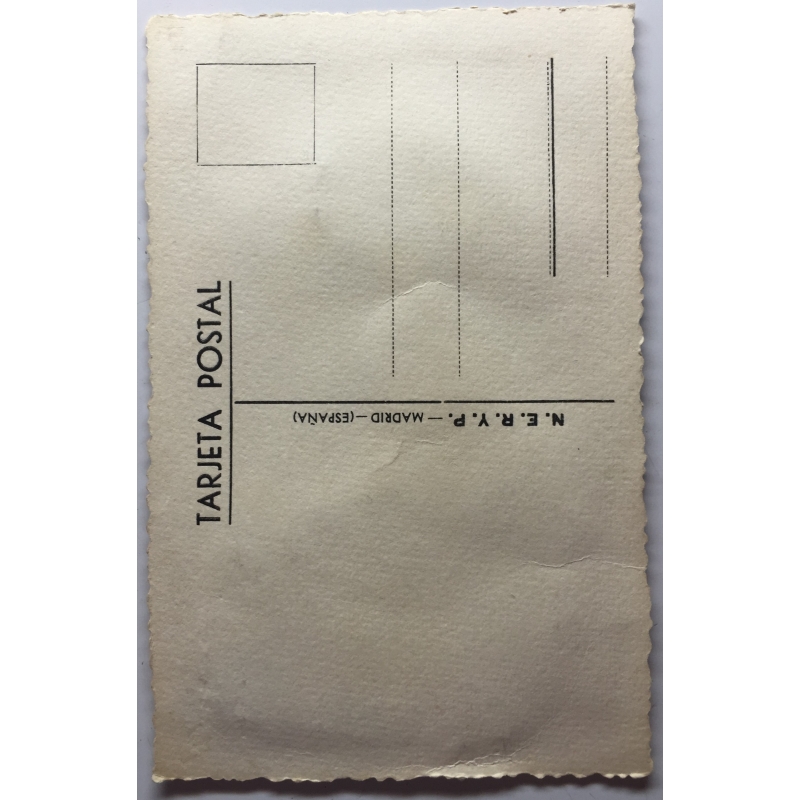 TARJETA POSTAL
N. E. R. Y. P. — MADRID — (ESPAÑA)